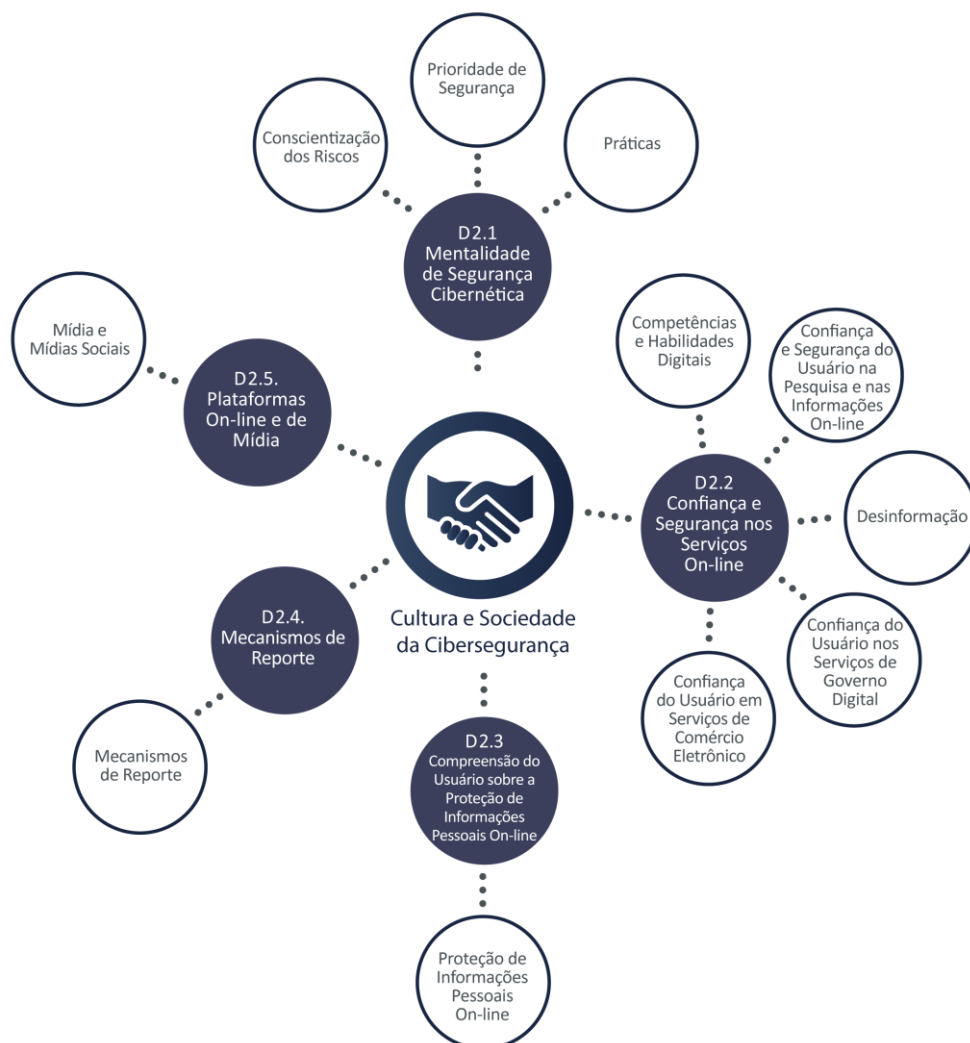 Prioridade de
Segurança
Conscientização
dos Riscos
Práticas
D2.1
Mentalidade
de Segurança
Cibernética
Mídia e
Mídias Sociais
D2.5.
Plataformas
On-line e de
Mídia
Competências
e Habilidades
Digitais
Confiança
e Segurança do
Usuário na
Pesquisa e nas
Informações
On-line
D2.2
Confiança e
Segurança nos
Serviços
On-line
Desinformação
Confiança do
Usuário nos
Serviços de
Governo
Digital
Confiança
do Usuário em
Serviços de
Comércio
Eletrônico
Cultura e Sociedade
da Cibersegurança
D2.4.
Mecanismos de
Reporte
Mecanismos
de Reporte
D2.3
Compreensão do
Usuário sobre a
Proteção de
Informações
Pessoais On-line
Proteção de
Informações
Pessoais
On-line